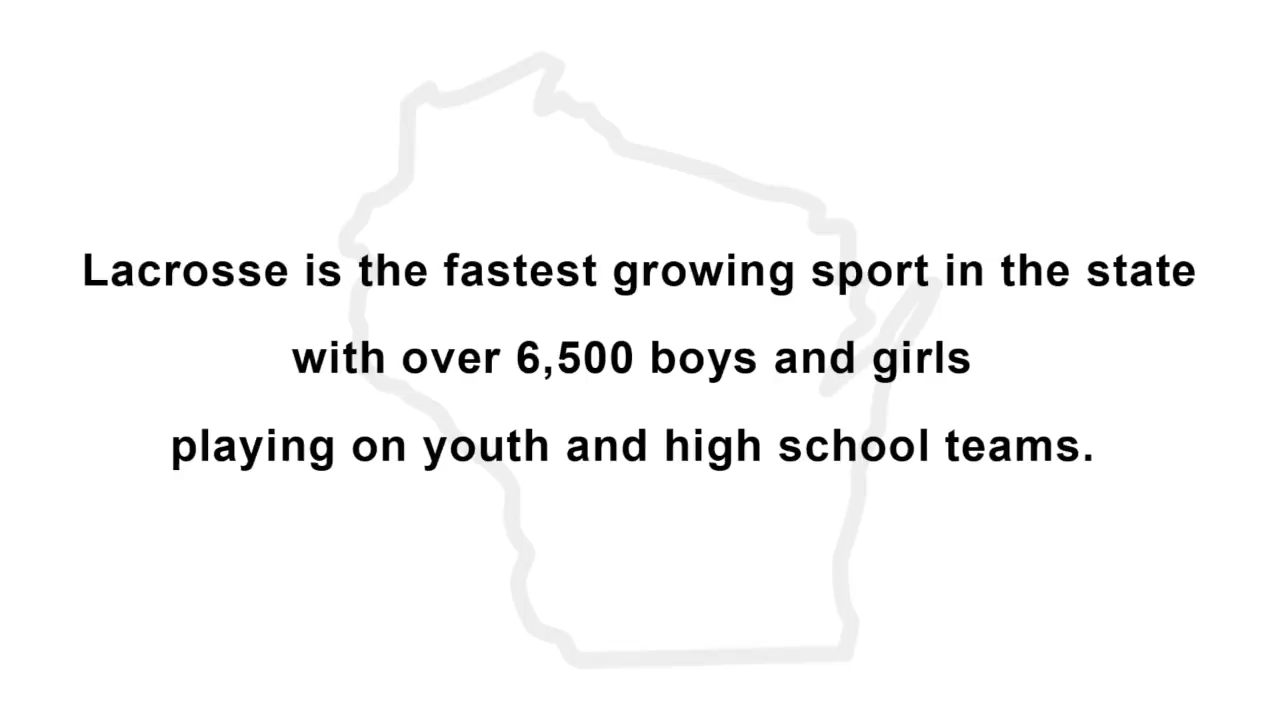 Lacrosse is the fastest growing sport in the state
with over 6,500 boys and girls
playing on youth and high school teams.